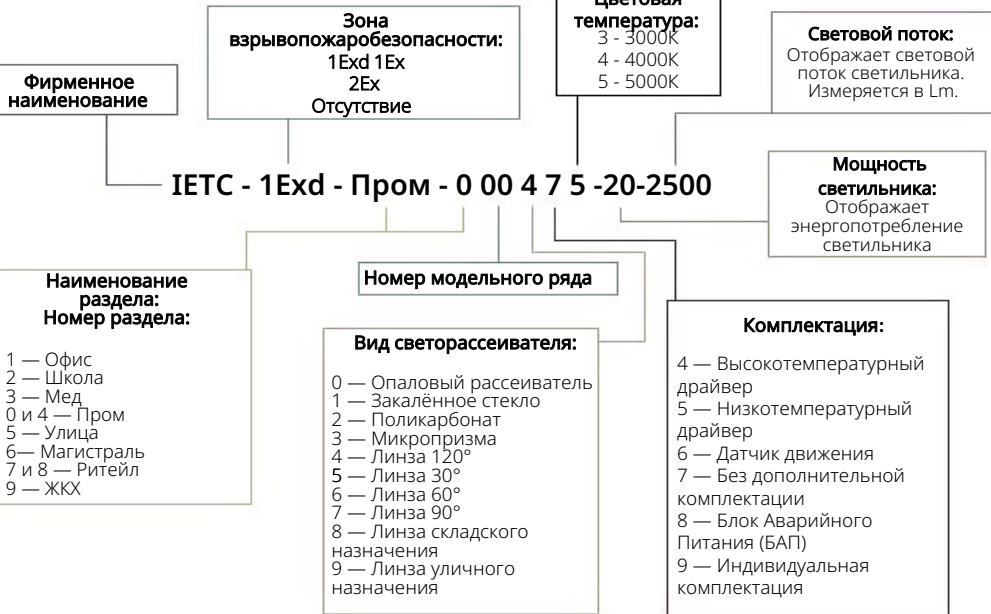 Цветовая
температура:
3 - 3000К
4 - 4000К
5 - 5000К
Зона
взрывопожаробезопасности:
1Exd 1Ex
2Ex
Отсутствие
Световой поток:
Отображает световой
поток светильника.
Измеряется в Lm.
Фирменное
наименование
IETC - 1Exd - Пром - 0 00 4 7 5 -20-2500
Мощность
светильника:
Отображает
энергопотребление
светильника
Наименование
раздела:
Номер раздела:
1 — Офис
2 — Школа
3 — Мед
0 и 4 — Пром
5 — Улица
6— Магистраль
7 и 8 — Ритейл
9 — ЖКХ
Номер модельного ряда
Вид светорассеивателя:
0 — Опаловый рассеиватель
1 — Закалённое стекло
2 — Поликарбонат
3 — Микропризма
4 — Линза 120°
5 — Линза 30°
6 — Линза 60°
7 — Линза 90°
8 — Линза складского
назначения
9 — Линза уличного
назначения
Комплектация:
4 — Высокотемпературный
драйвер
5 — Низкотемпературный
драйвер
6 — Датчик движения
7 — Без дополнительной
комплектации
8 — Блок Аварийного
Питания (БАП)
9 — Индивидуальная
комплектация